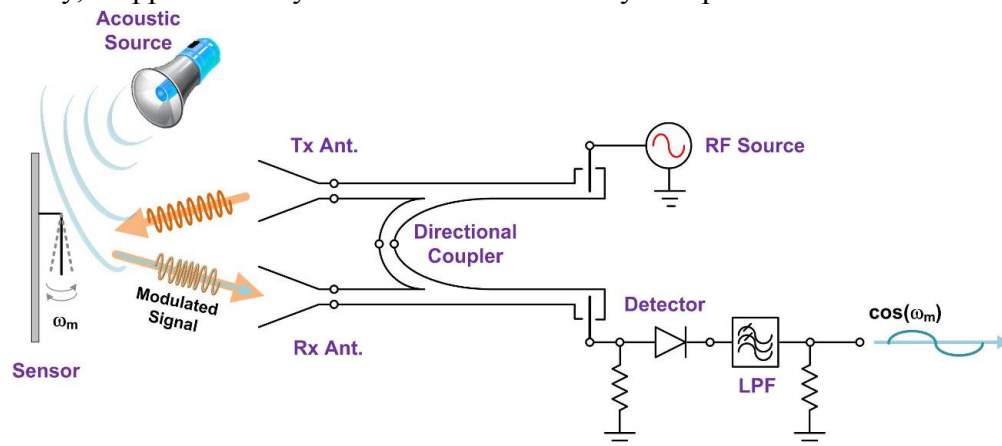 Acoustic
Source
Tx Ant.
RF Source
Directional
Coupler
Modulated
Signal
ωm
Sensor
Rx Ant.
Detector
LPF
cos(ωm)